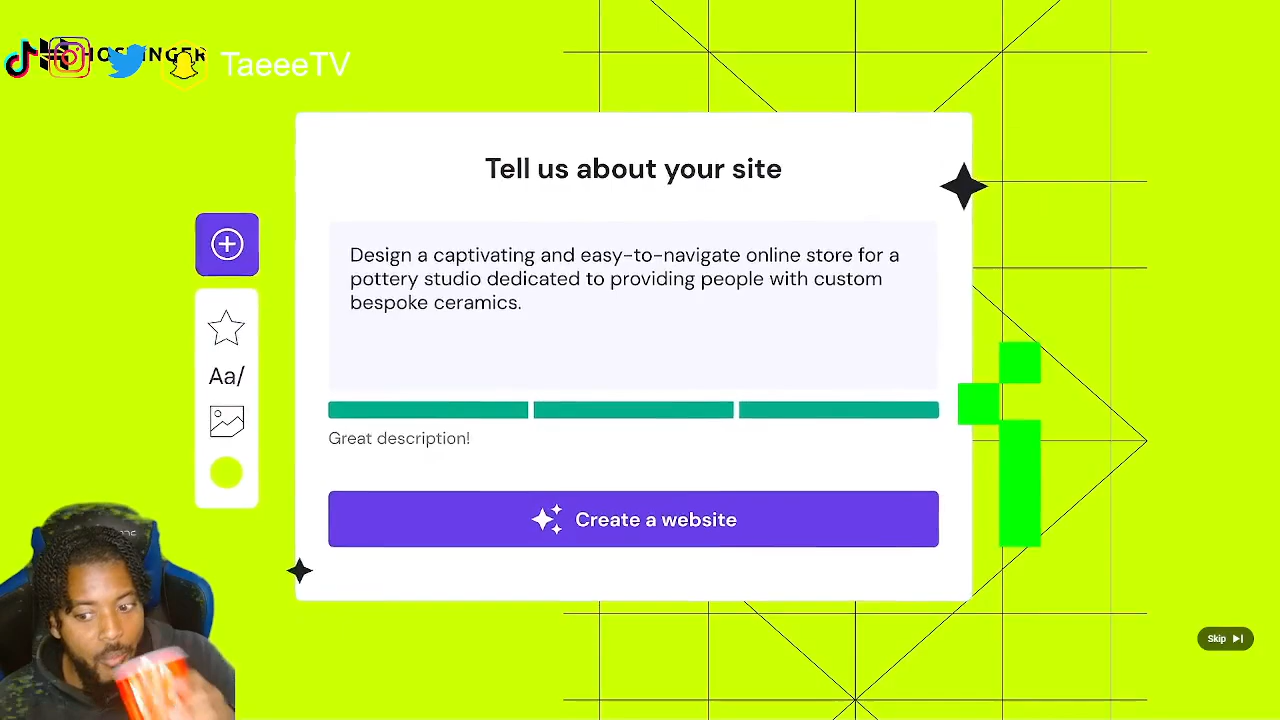 HOSTINGER
TaeeeTV
Tell us about your site
Design a captivating and easy-to-navigate online store for a
pottery studio dedicated to providing people with custom
bespoke ceramics.
Aa/
Great description!
Create a website
Skip